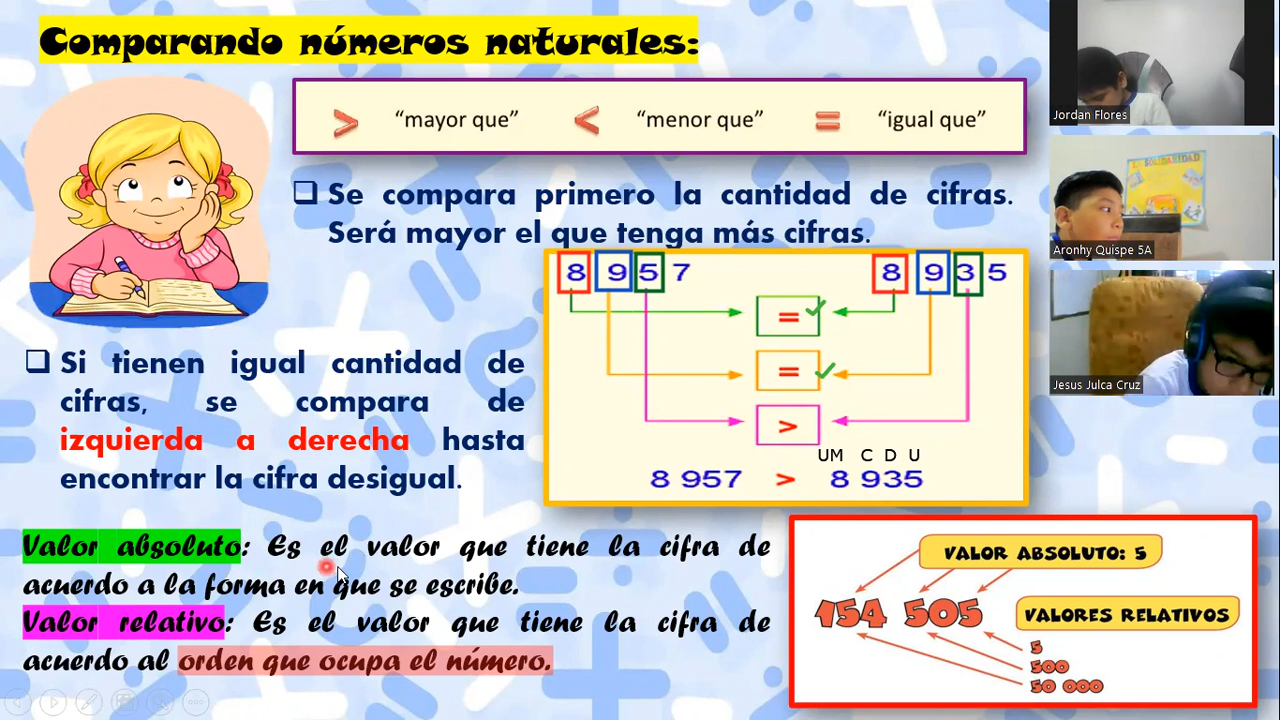 Comparando números naturales:
> "mayor que" < "menor que" = "igual que"
❑ Se compara primero la cantidad de cifras.
Será mayor el que tenga más cifras.
8 9 5 7 8 9 3 5
=
=
>
UM C D U
8 957 > 8 935
❑ Si tienen igual cantidad de
cifras, se compara de
izquierda a derecha hasta
encontrar la cifra desigual.
Valor absoluto: Es el valor que tiene la cifra de
acuerdo a la forma en que se escribe.
Valor relativo: Es el valor que tiene la cifra de
acuerdo al orden que ocupa el número.
VALOR ABSOLUTO: 5
154 505
VALORES RELATIVOS
5
500
50 000
Jordan Flores
LA SOLIDARIDAD
Aronhy Quispe 5A
Jesus Julca Cruz